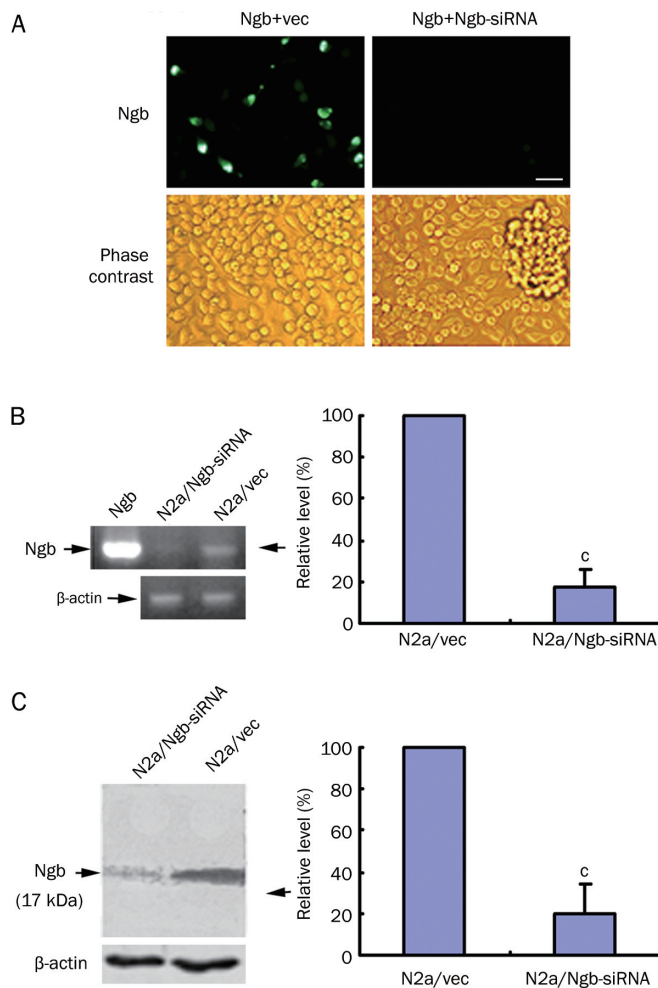 A
Ngb+vec
Ngb+Ngb-siRNA
Ngb
Phase
contrast
B
Ngb
N2a/Ngb-siRNA
N2a/vec
Ngb
β-actin
Relative level (%)
100
80
60
40
20
0
c
N2a/vec
N2a/Ngb-siRNA
C
N2a/Ngb-siRNA
N2a/vec
Ngb
(17 kDa)
β-actin
Relative level (%)
100
80
60
40
20
0
c
N2a/vec
N2a/Ngb-siRNA